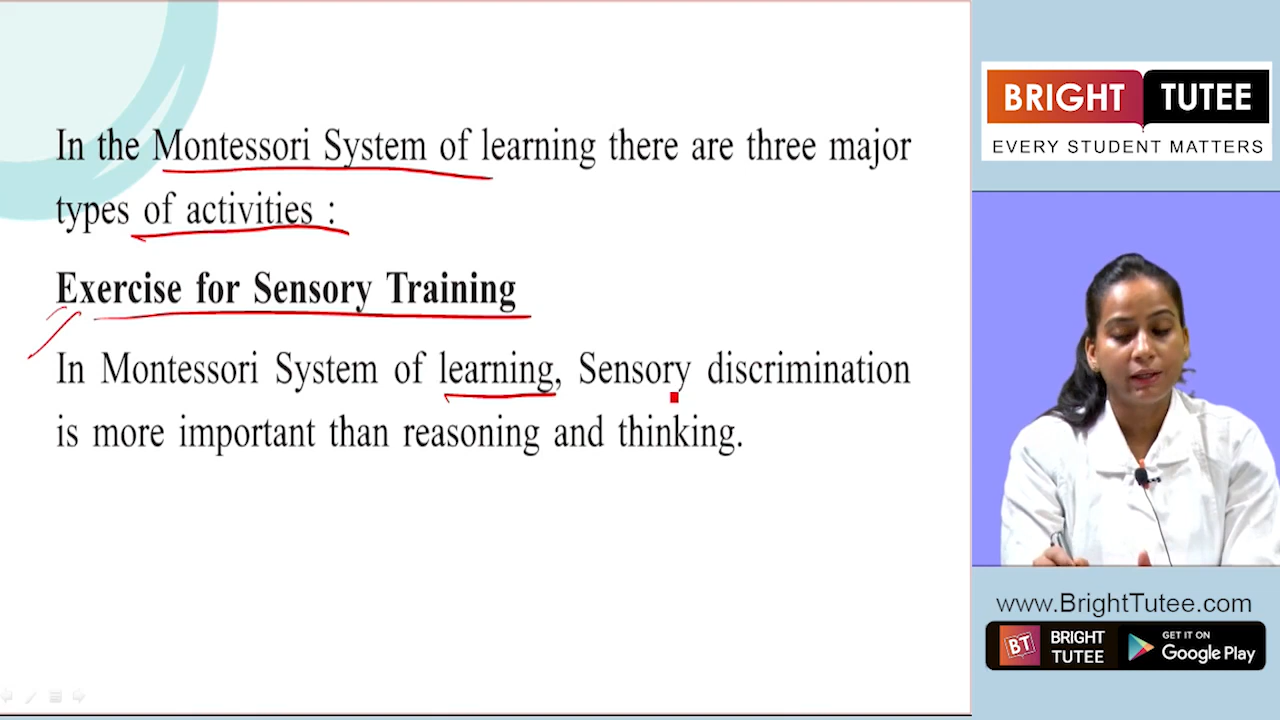 In the Montessori System of learning there are three major
types of activities :
Exercise for Sensory Training
In Montessori System of learning, Sensory discrimination
is more important than reasoning and thinking.
BRIGHT TUTEE
EVERY STUDENT MATTERS
www.BrightTutee.com
BT
BRIGHT
TUTEE
GET IT ON
Google Play